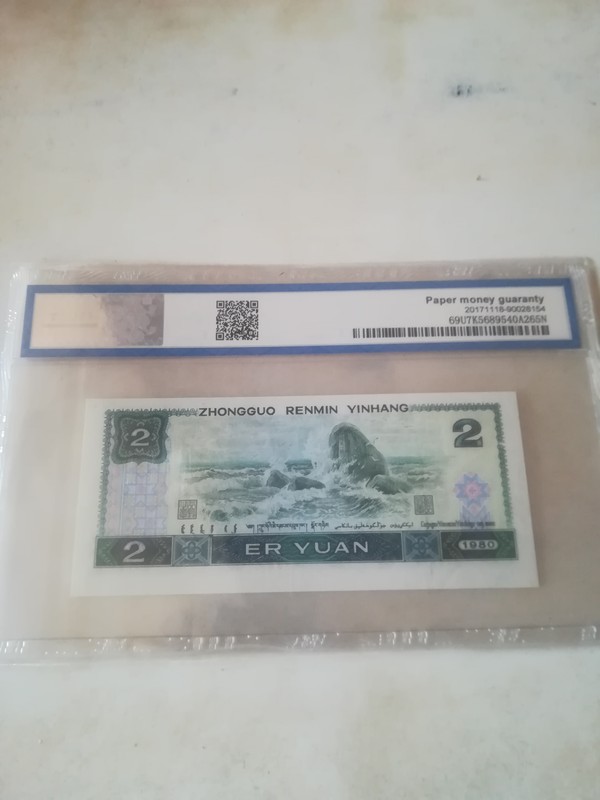 Paper money guaranty
20171118-90028154
69U7K5689540A265N
ZHONGGUO RENMIN YINHANG
2
2
2
ER YUAN
1980